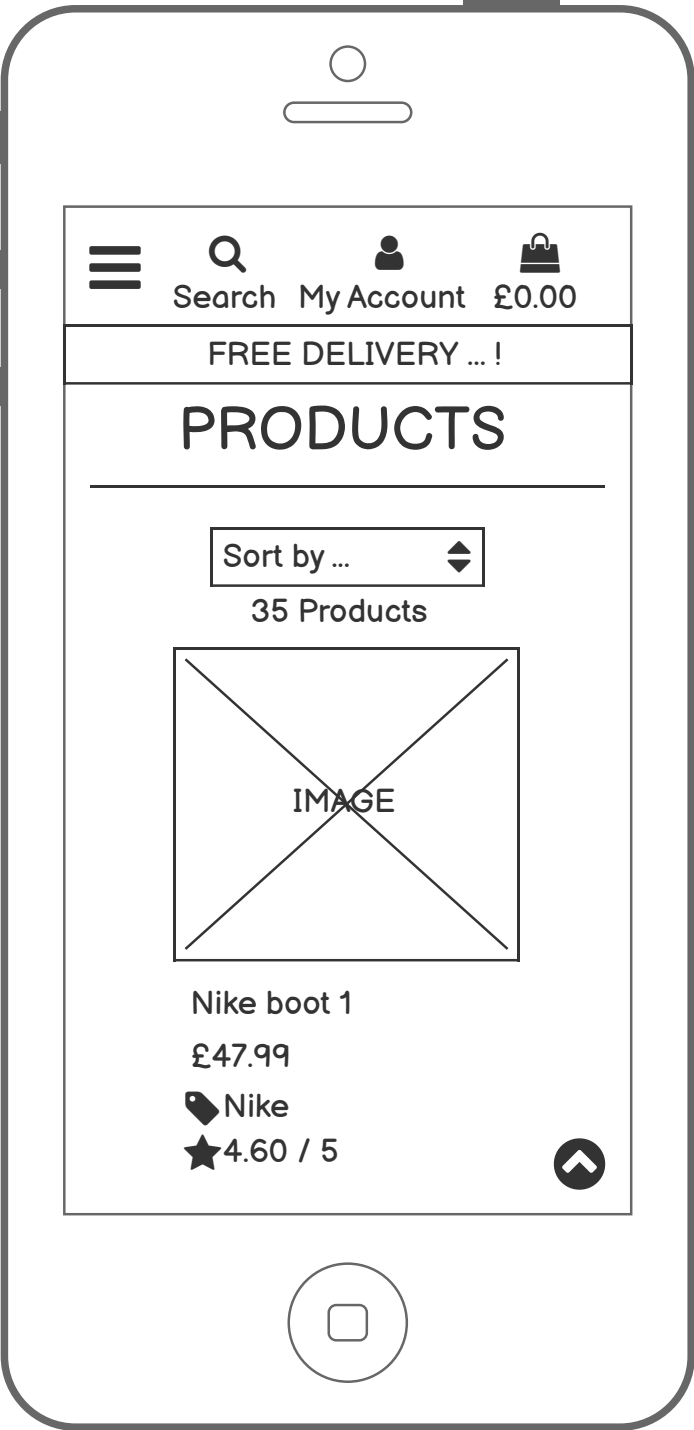 Search My Account £0.00
FREE DELIVERY ... !
PRODUCTS
Sort by ...
35 Products
IMAGE
Nike boot 1
£47.99
Nike
4.60 / 5